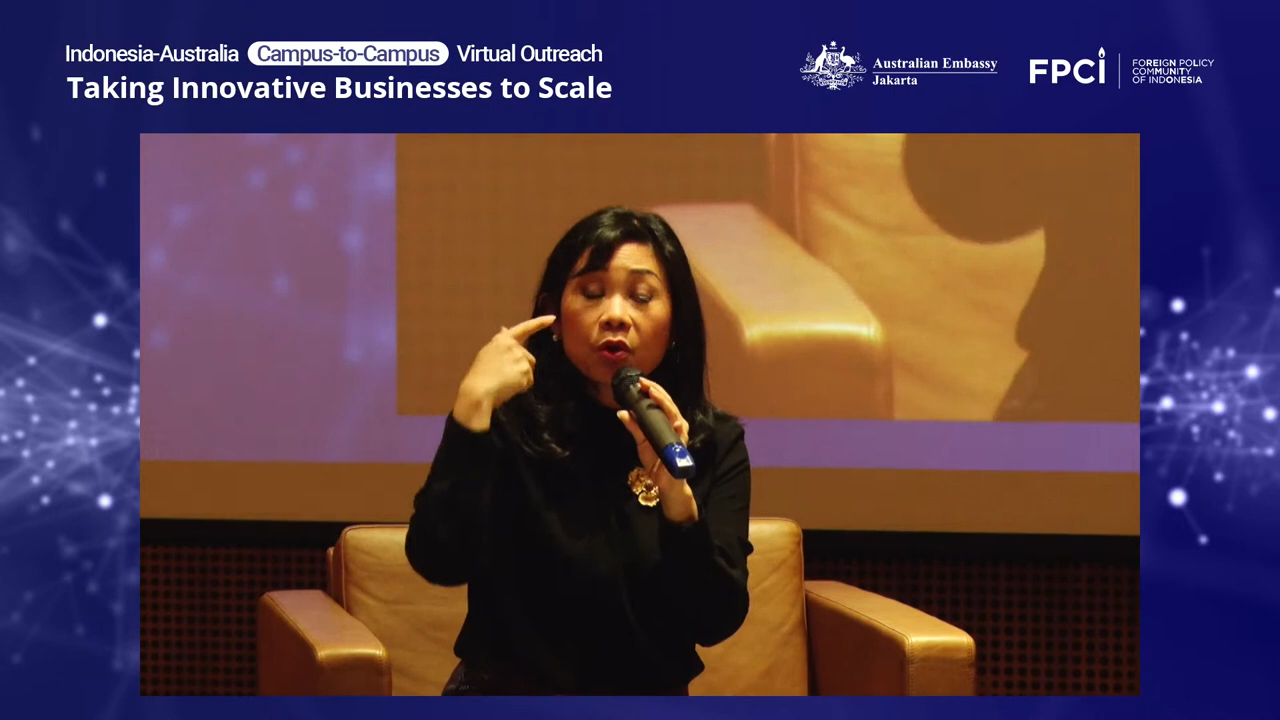 Indonesia-Australia Campus-to-Campus Virtual Outreach
Taking Innovative Businesses to Scale
Australian Embassy
Jakarta
FPCI
FOREIGN POLICY
COMMUNITY
OF INDONESIA